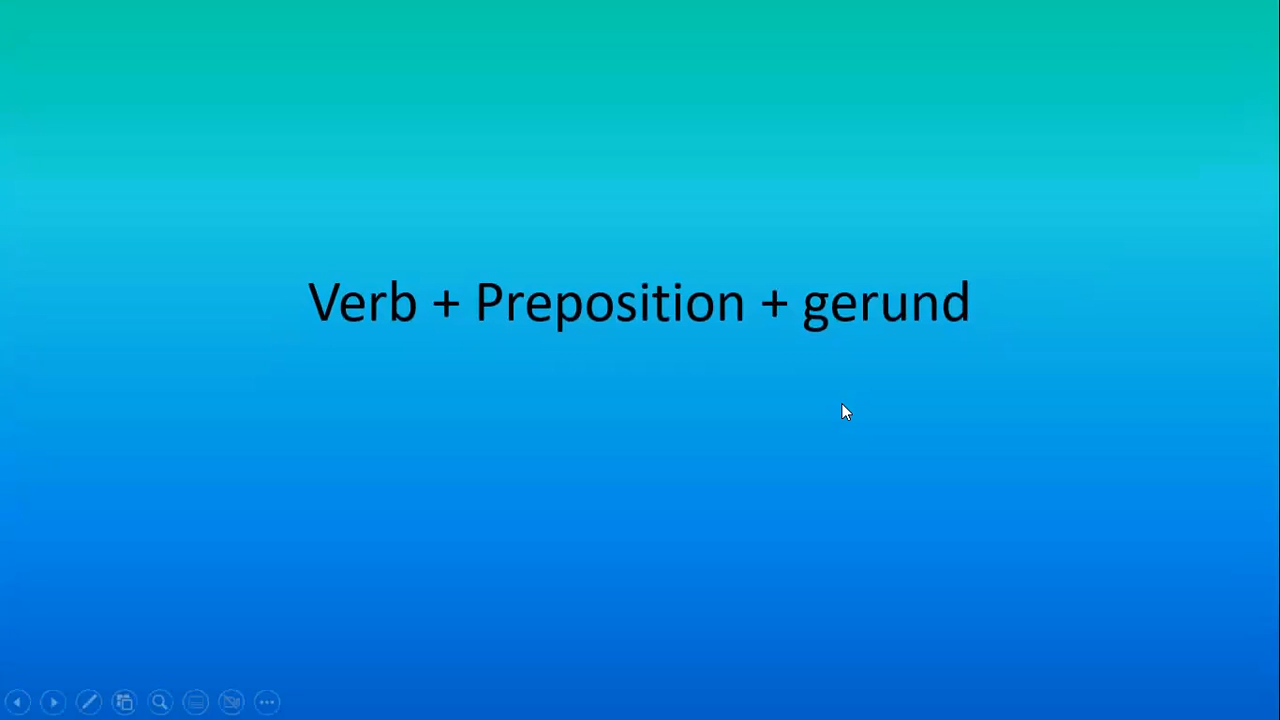 Verb + Preposition + gerund